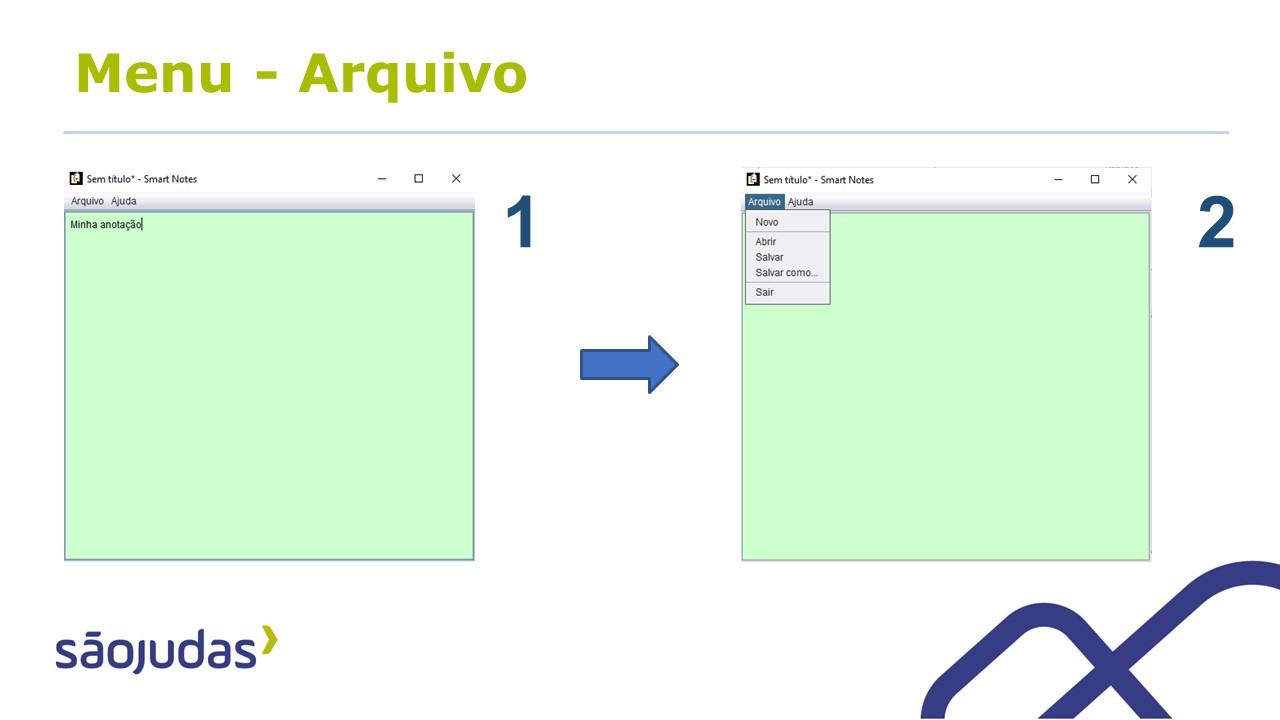 Menu - Arquivo
Sem título* - Smart Notes
Arquivo Ajuda
Minha anotação
1
Sem título* - Smart Notes
Arquivo Ajuda
Novo
Abrir
Salvar
Salvar como...
Sair
2
sãojudas